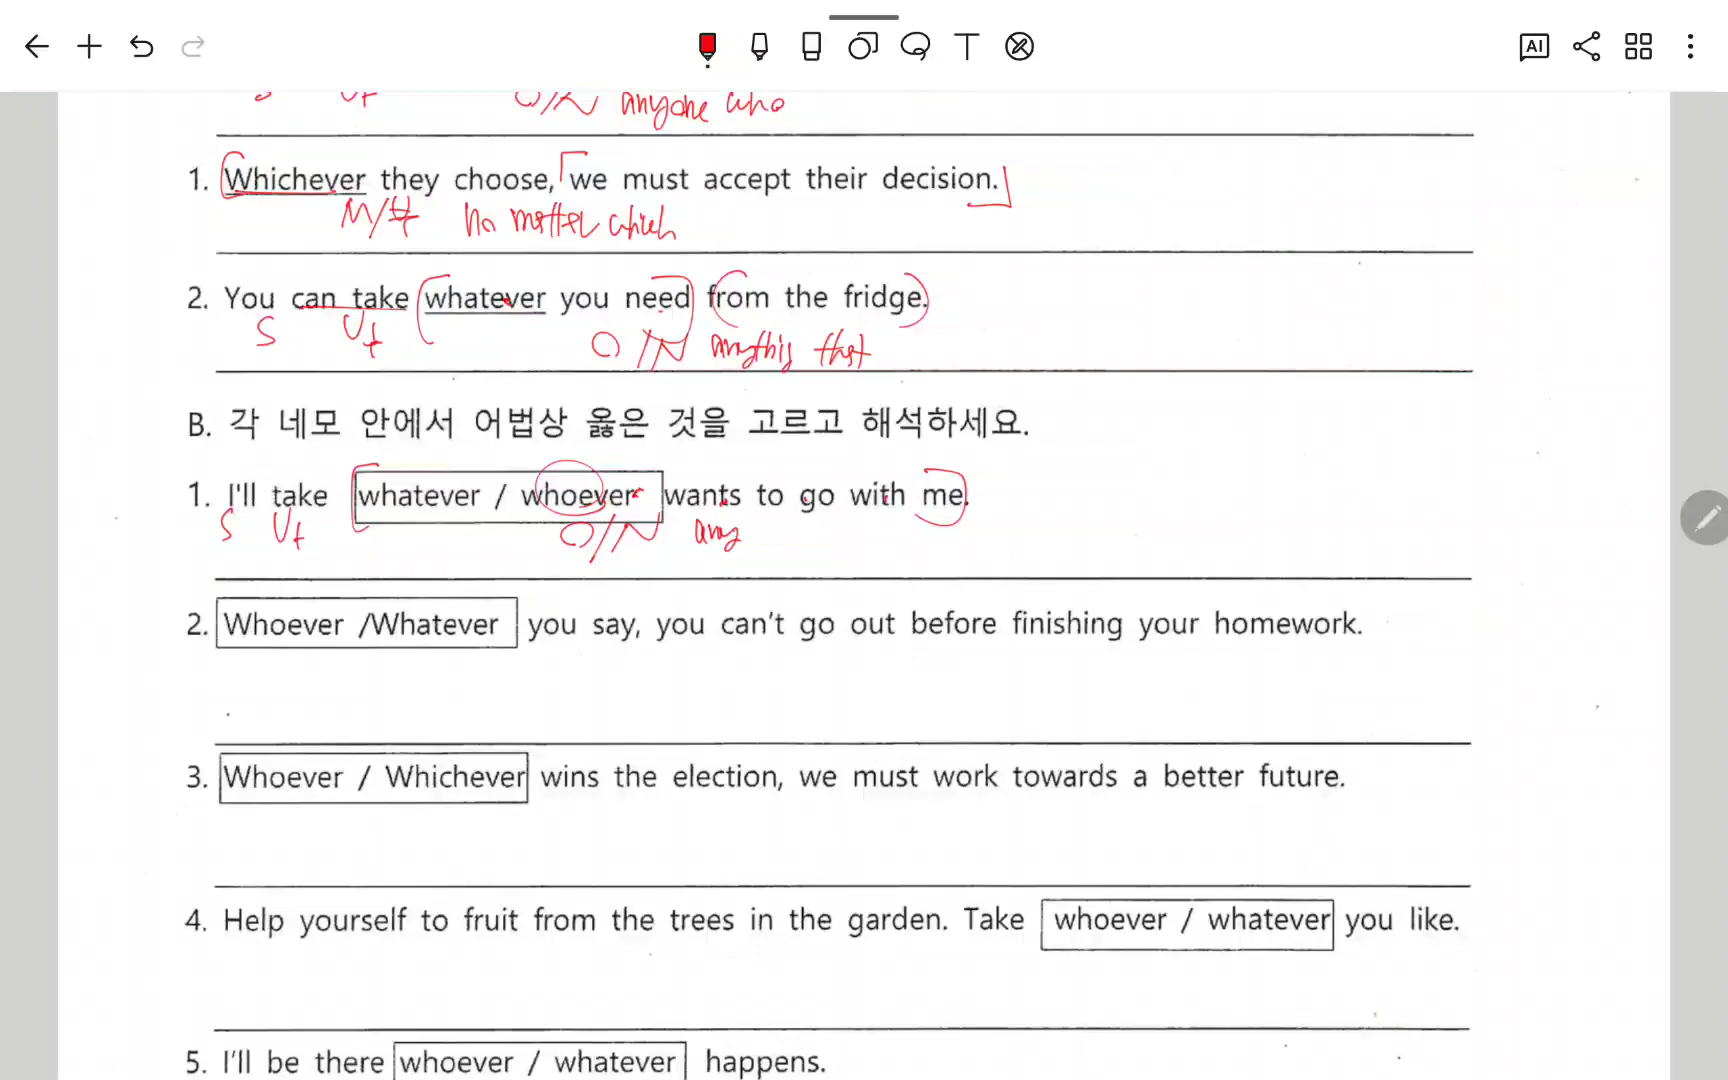 AI
S Vt O/N anyone who
1. Whichever they choose, we must accept their decision.
M/부 no matter which
2. You can take whatever you need from the fridge.
S Vt O/N anything that
B. 각 네모 안에서 어법상 옳은 것을 고르고 해석하세요.
1. I'll take whatever / whoever wants to go with me.
S Vt O/N any
2. Whoever /Whatever you say, you can't go out before finishing your homework.
3. Whoever / Whichever wins the election, we must work towards a better future.
4. Help yourself to fruit from the trees in the garden. Take whoever / whatever you like.
5. I'll be there whoever / whatever happens.